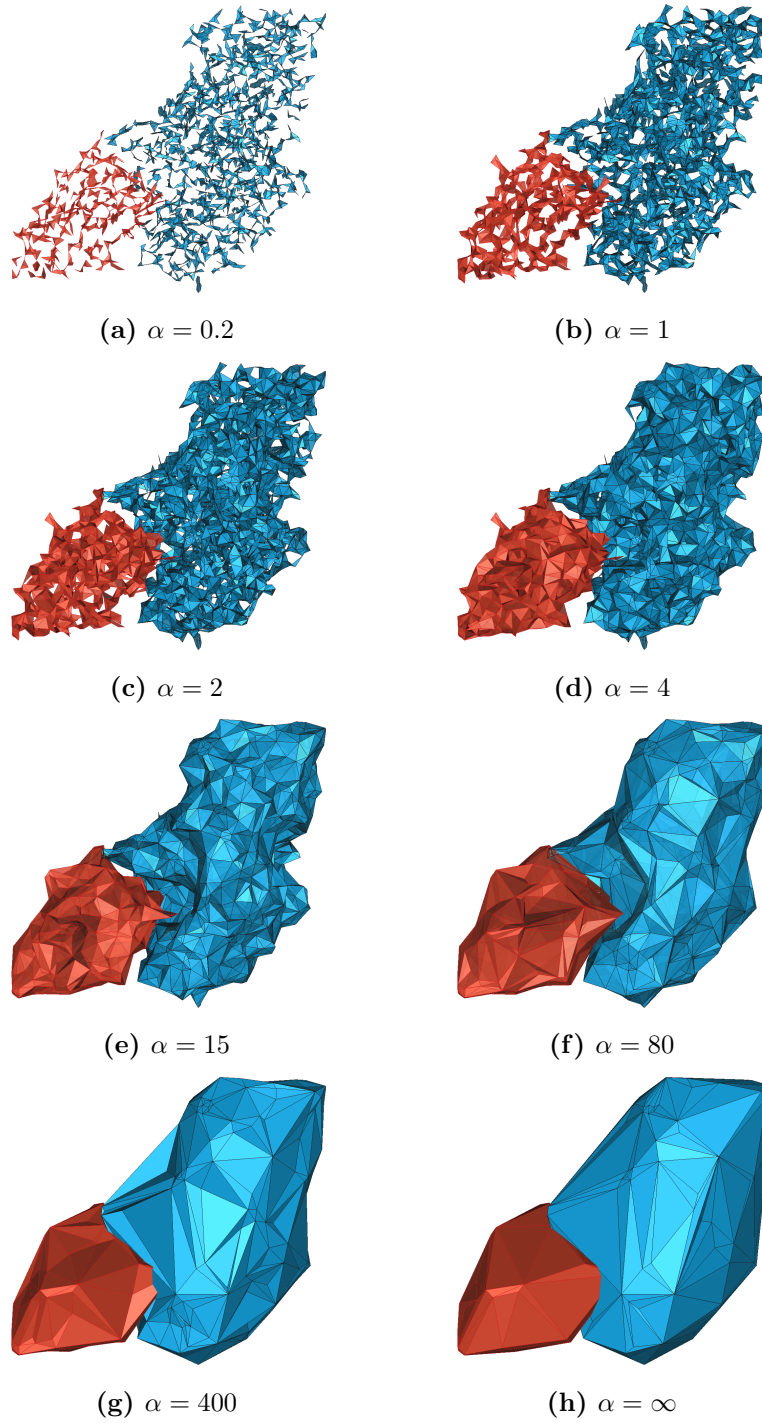 (a) α = 0.2
(b) α = 1
(c) α = 2
(d) α = 4
(e) α = 15
(f) α = 80
(g) α = 400
(h) α = ∞